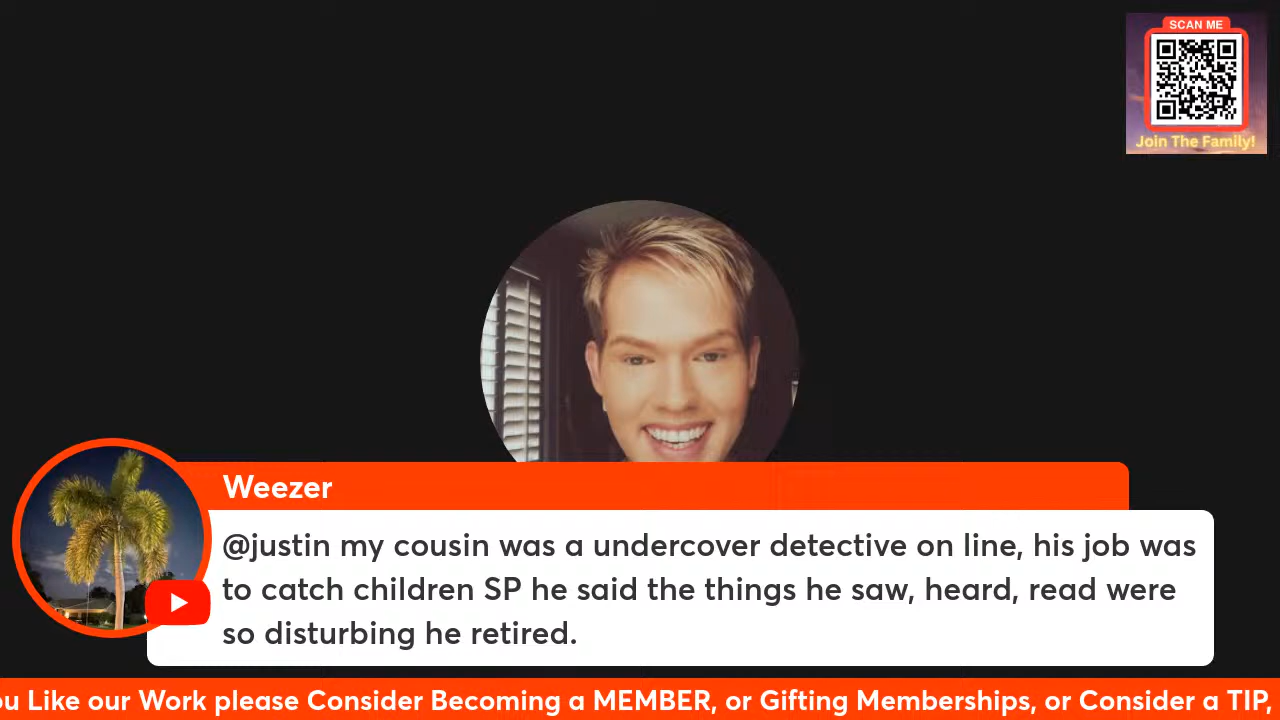 SCAN ME
Join The Family!
Weezer
@justin my cousin was a undercover detective on line, his job was
to catch children SP he said the things he saw, heard, read were
so disturbing he retired.
ou Like our Work please Consider Becoming a MEMBER, or Gifting Memberships, or Consider a TIP,